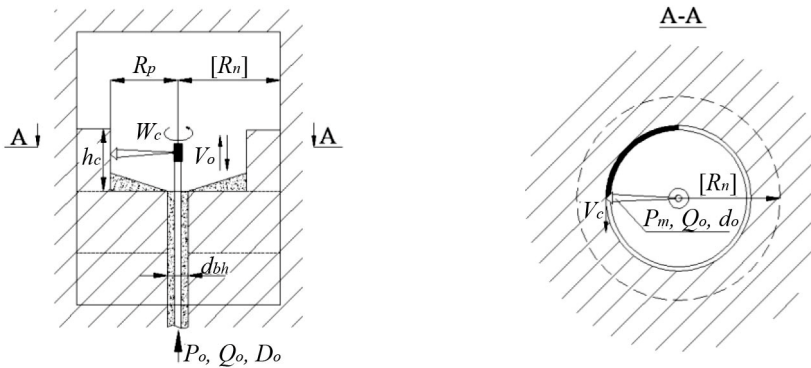 A-A
Rp [Rn]
A A
Wc
hc Vo
[Rn]
Vc Pm, Qo, do
dbh
Po, Qo, Do